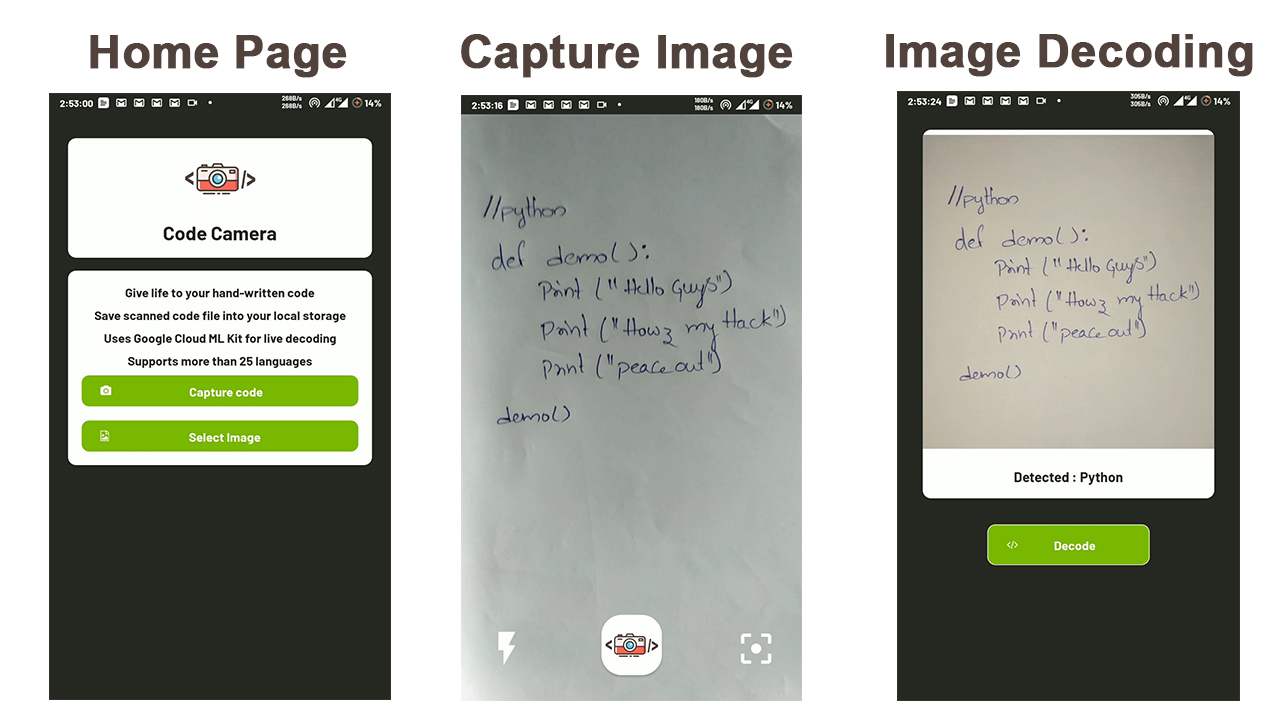 Home Page
Capture Image
Image Decoding
2:53:00
268B/s
268B/s
4G
14%
Code Camera
Give life to your hand-written code
Save scanned code file into your local storage
Uses Google Cloud ML Kit for live decoding
Supports more than 25 languages
Capture code
Select Image
2:53:16
180B/s
180B/s
4G
14%
//python
def demo():
print ("Hello Guys")
print ("Howz my Hack")
print ("peace out")
demo()
</>
2:53:24
305B/s
305B/s
4G
14%
//python
def demo():
print ("Hello Guys")
print ("Howz my Hack")
print ("peace out")
demo()
Detected : Python
</> Decode